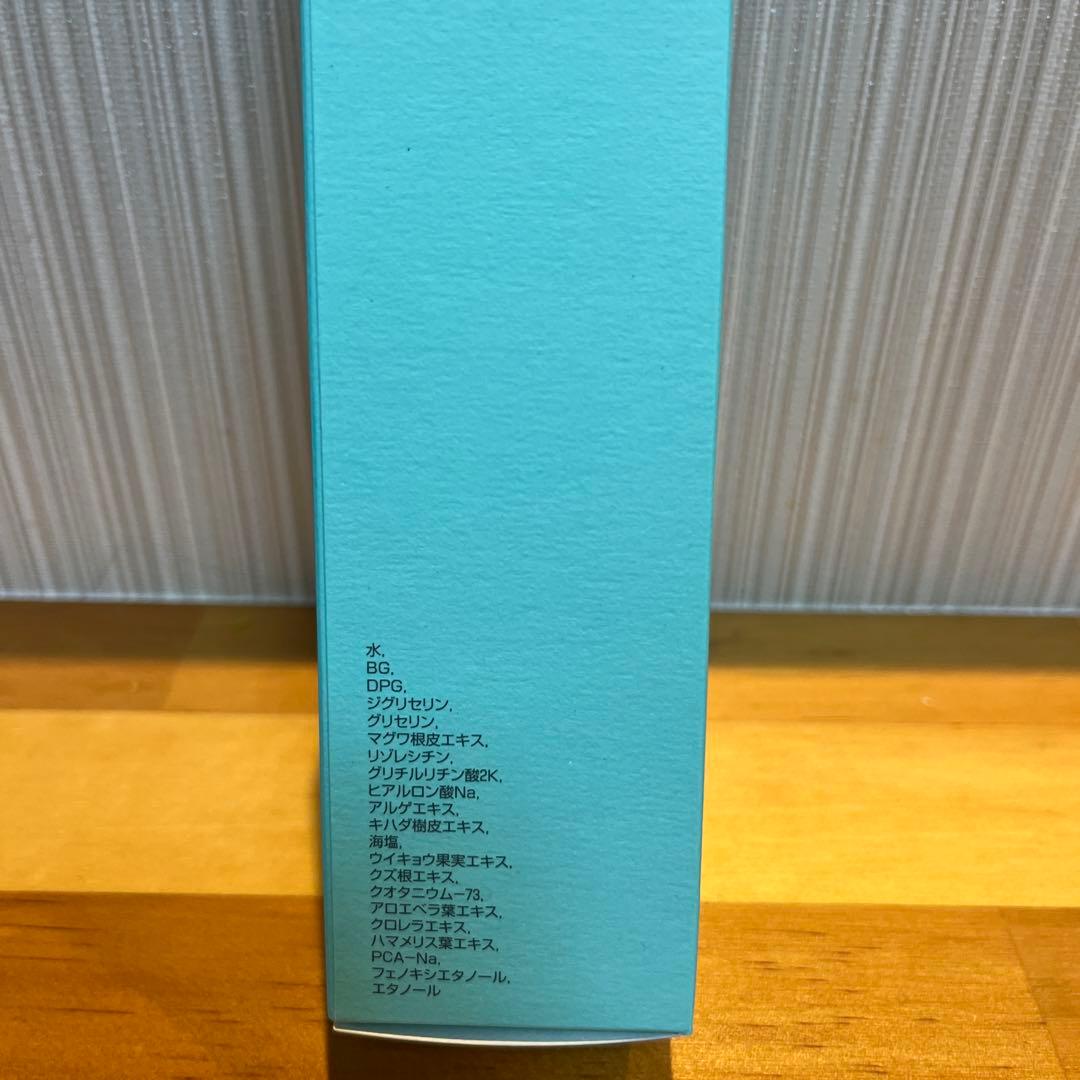 水,
BG,
DPG,
ジグリセリン,
グリセリン,
マグワ根皮エキス,
リゾレシチン,
グリチルリチン酸2K,
ヒアルロン酸Na,
アルゲエキス,
キハダ樹皮エキス,
海塩,
ウイキョウ果実エキス,
クズ根エキス,
クオタニウム-73,
アロエベラ葉エキス,
クロレラエキス,
ハマメリス葉エキス,
PCA-Na,
フェノキシエタノール,
エタノール